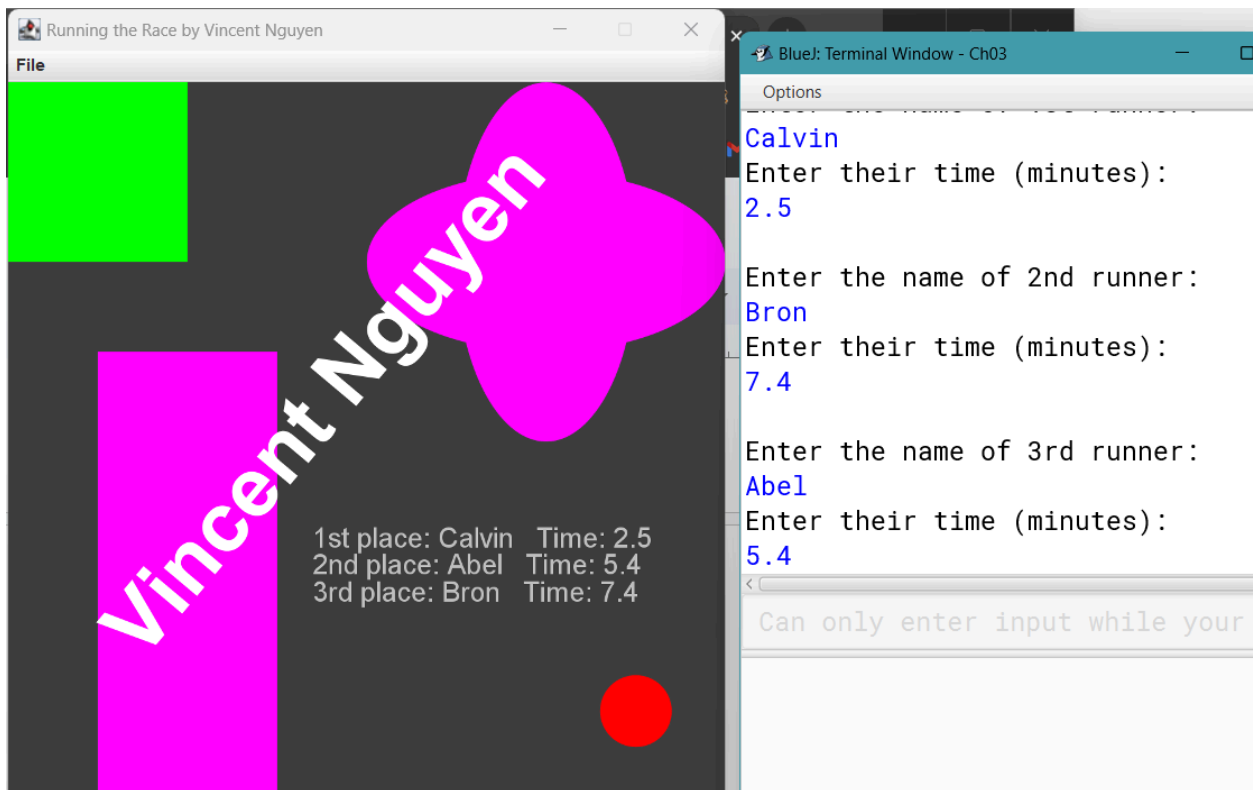 Running the Race by Vincent Nguyen
File
Vincent Nguyen
1st place: Calvin Time: 2.5
2nd place: Abel Time: 5.4
3rd place: Bron Time: 7.4
BlueJ: Terminal Window - Ch03
Options
Calvin
Enter their time (minutes):
2.5
Enter the name of 2nd runner:
Bron
Enter their time (minutes):
7.4
Enter the name of 3rd runner:
Abel
Enter their time (minutes):
5.4
Can only enter input while your